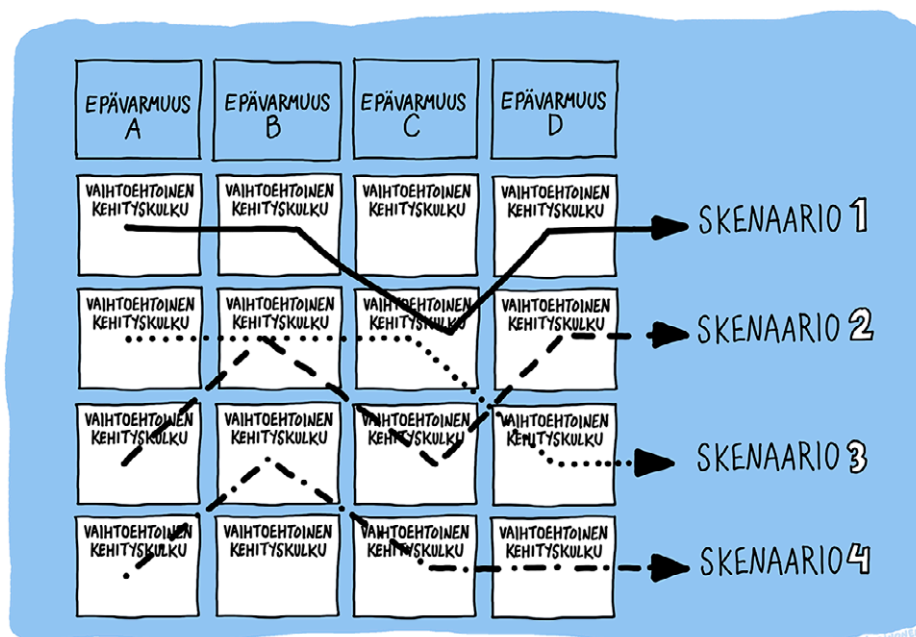 EPÄVARMUUS
A
EPÄVARMUUS
B
EPÄVARMUUS
C
EPÄVARMUUS
D
VAIHTOEHTOINEN
KEHITYSKULKU
VAIHTOEHTOINEN
KEHITYSKULKU
VAIHTOEHTOINEN
KEHITYSKULKU
VAIHTOEHTOINEN
KEHITYSKULKU
SKENAARIO 1
VAIHTOEHTOINEN
KEHITYSKULKU
VAIHTOEHTOINEN
KEHITYSKULKU
VAIHTOEHTOINEN
KEHITYSKULKU
VAIHTOEHTOINEN
KEHITYSKULKU
SKENAARIO 2
VAIHTOEHTOINEN
KEHITYSKULKU
VAIHTOEHTOINEN
KEHITYSKULKU
VAIHTOEHTOINEN
KEHITYSKULKU
VAIHTOEHTOINEN
KEHITYSKULKU
SKENAARIO 3
VAIHTOEHTOINEN
KEHITYSKULKU
VAIHTOEHTOINEN
KEHITYSKULKU
VAIHTOEHTOINEN
KEHITYSKULKU
VAIHTOEHTOINEN
KEHITYSKULKU
SKENAARIO 4